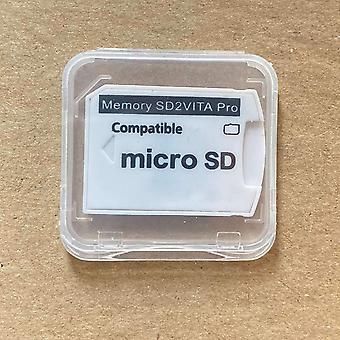 Memory SD2VITA Pro
Compatible
micro SD